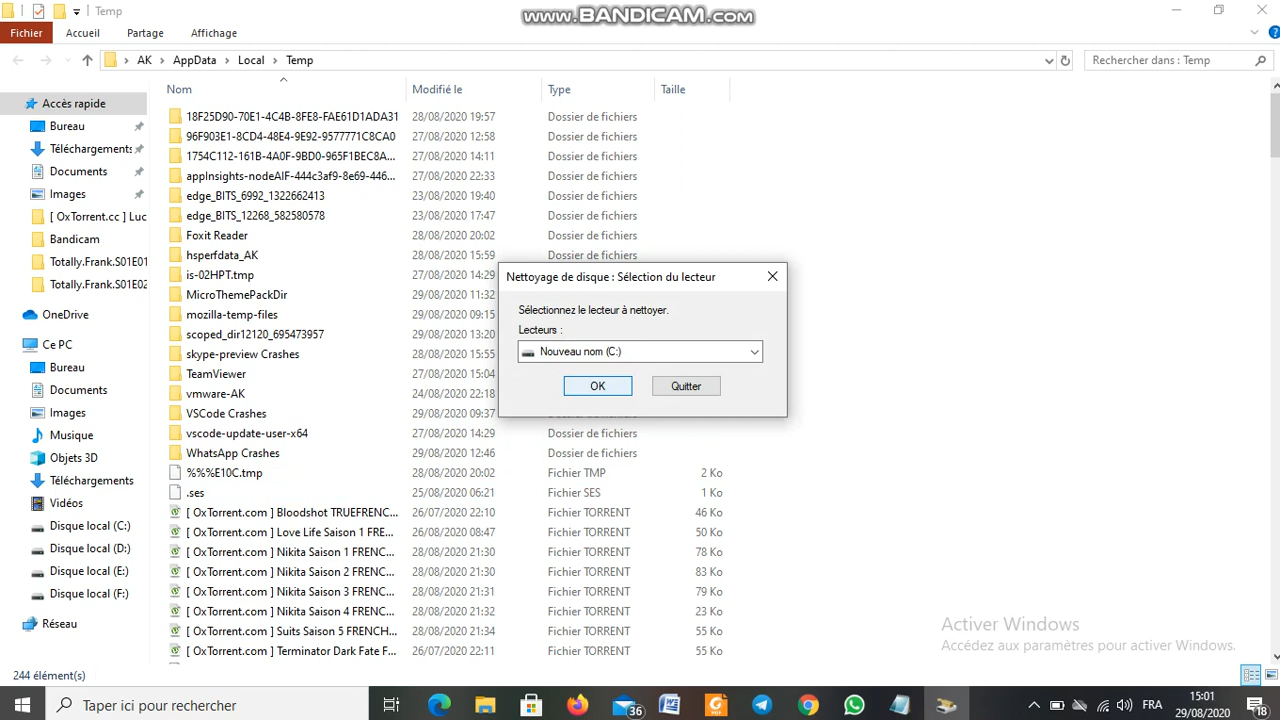 Temp
WWW.BANDICAM.COM
Fichier Accueil Partage Affichage
AK AppData Local Temp
Rechercher dans : Temp
Nom Modifié le Type Taille
Accès rapide
Bureau
Téléchargements
Documents
Images
[ OxTorrent.cc ] Luc
Bandicam
Totally.Frank.S01E01
Totally.Frank.S01E02
OneDrive
Ce PC
Bureau
Documents
Images
Musique
Objets 3D
Téléchargements
Vidéos
Disque local (C:)
Disque local (D:)
Disque local (E:)
Disque local (F:)
Réseau
18F25D90-70E1-4C4B-8FE8-FAE61D1ADA31 28/08/2020 19:57 Dossier de fichiers
96F903E1-8CD4-48E4-9E92-9577771C8CA0 27/08/2020 12:58 Dossier de fichiers
1754C112-161B-4A0F-9BD0-965F1BEC8A... 27/08/2020 14:11 Dossier de fichiers
appInsights-nodeAIF-444c3af9-8e69-446... 27/08/2020 22:33 Dossier de fichiers
edge_BITS_6992_1322662413 23/08/2020 19:40 Dossier de fichiers
edge_BITS_12268_582580578 23/08/2020 17:47 Dossier de fichiers
Foxit Reader 28/08/2020 20:02 Dossier de fichiers
hsperfdata_AK 28/08/2020 15:59 Dossier de fichiers
is-02HPT.tmp 27/08/2020 14:29
MicroThemePackDir 29/08/2020 11:32
mozilla-temp-files 29/08/2020 09:15
scoped_dir12120_695473957 29/08/2020 13:20
skype-preview Crashes 28/08/2020 15:55
TeamViewer 27/08/2020 15:04
vmware-AK 24/08/2020 22:18
VSCode Crashes 29/08/2020 09:37
vscode-update-user-x64 27/08/2020 14:29 Dossier de fichiers
WhatsApp Crashes 29/08/2020 12:46 Dossier de fichiers
%%%E10C.tmp 28/08/2020 20:02 Fichier TMP 2 Ko
.ses 25/08/2020 06:21 Fichier SES 1 Ko
[ OxTorrent.com ] Bloodshot TRUEFRENC... 26/07/2020 22:10 Fichier TORRENT 46 Ko
[ OxTorrent.com ] Love Life Saison 1 FRE... 26/08/2020 08:47 Fichier TORRENT 50 Ko
[ OxTorrent.com ] Nikita Saison 1 FRENC... 28/08/2020 21:30 Fichier TORRENT 78 Ko
[ OxTorrent.com ] Nikita Saison 2 FRENC... 28/08/2020 21:30 Fichier TORRENT 83 Ko
[ OxTorrent.com ] Nikita Saison 3 FRENC... 28/08/2020 21:31 Fichier TORRENT 79 Ko
[ OxTorrent.com ] Nikita Saison 4 FRENC... 28/08/2020 21:32 Fichier TORRENT 23 Ko
[ OxTorrent.com ] Suits Saison 5 FRENCH... 28/08/2020 21:34 Fichier TORRENT 55 Ko
[ OxTorrent.com ] Terminator Dark Fate F... 26/07/2020 22:11 Fichier TORRENT 55 Ko
Nettoyage de disque : Sélection du lecteur
Sélectionnez le lecteur à nettoyer.
Lecteurs :
Nouveau nom (C:)
OK Quitter
Activer Windows
Accédez aux paramètres pour activer Windows.
244 élément(s)
Taper ici pour rechercher
36
FRA
15:01
29/08/2020
18